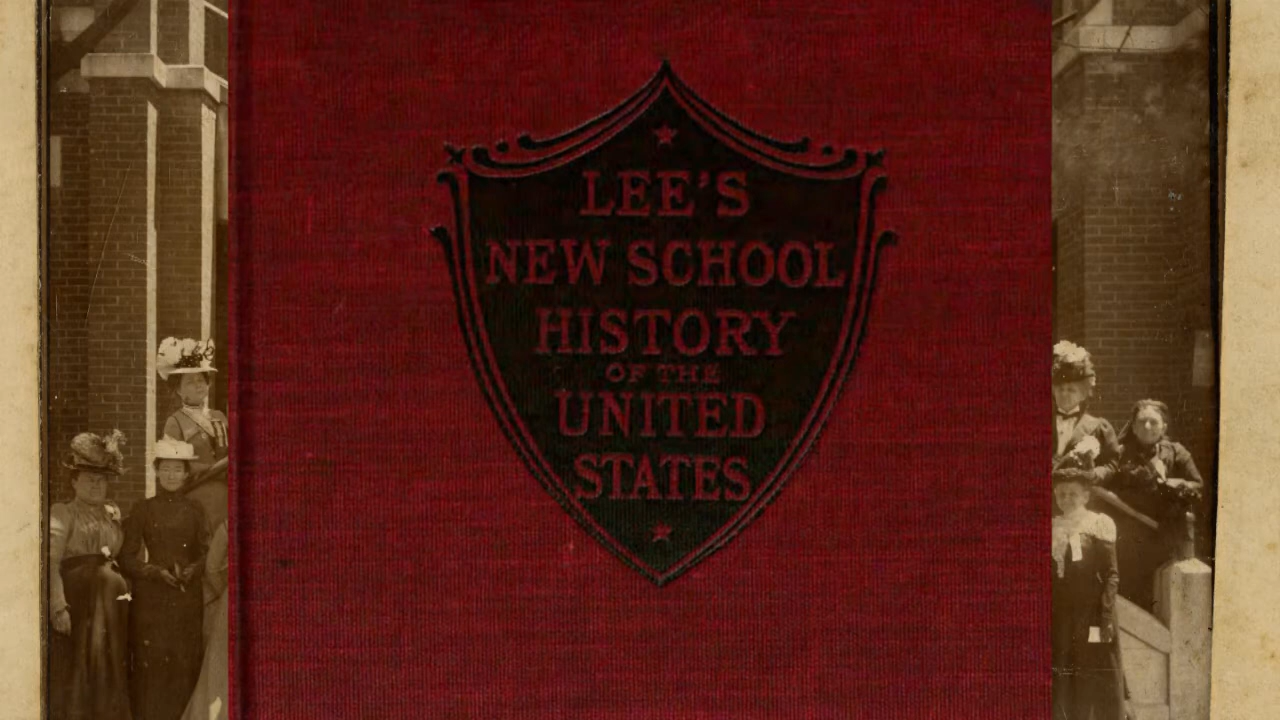 LEE'S
NEW SCHOOL
HISTORY
OF THE
UNITED
STATES